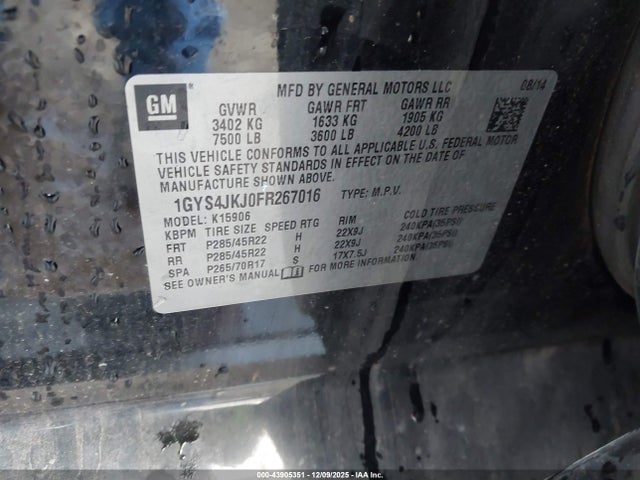 GM
MFD BY GENERAL MOTORS LLC 08/14
GVWR GAWR FRT GAWR RR
3402 KG 1633 KG 1905 KG
7500 LB 3600 LB 4200 LB
THIS VEHICLE CONFORMS TO ALL APPLICABLE U.S. FEDERAL MOTOR
VEHICLE SAFETY STANDARDS IN EFFECT ON THE DATE OF
MANUFACTURE SHOWN ABOVE.
1GYS4JKJ0FR267016 TYPE: M.P.V.
MODEL: K15906
KBPM TIRE SIZE SPEED RTG RIM COLD TIRE PRESSURE
FRT P285/45R22 H 22X9J 240KPA(35PSI)
RR P285/45R22 H 22X9J 240KPA(35PSI)
SPA P265/70R17 S 17X7.5J 240KPA(35PSI)
SEE OWNER'S MANUAL FOR MORE INFORMATION.
000-43905351 - 12/09/2025 - IAA Inc.